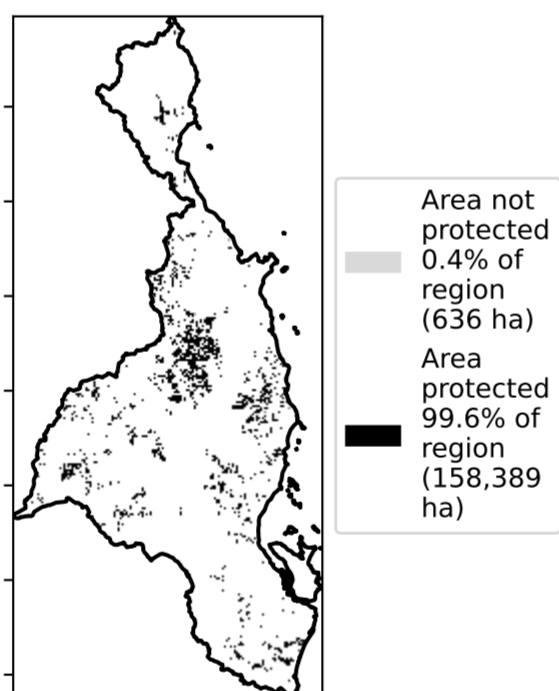 Area not
protected
0.4% of
region
(636 ha)
Area
protected
99.6% of
region
(158,389
ha)